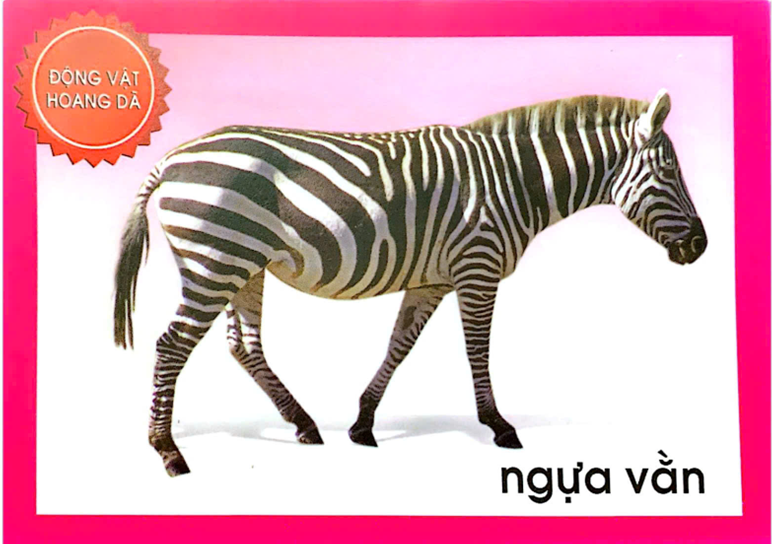 ĐỘNG VẬT
HOANG DÃ
ngựa vằn